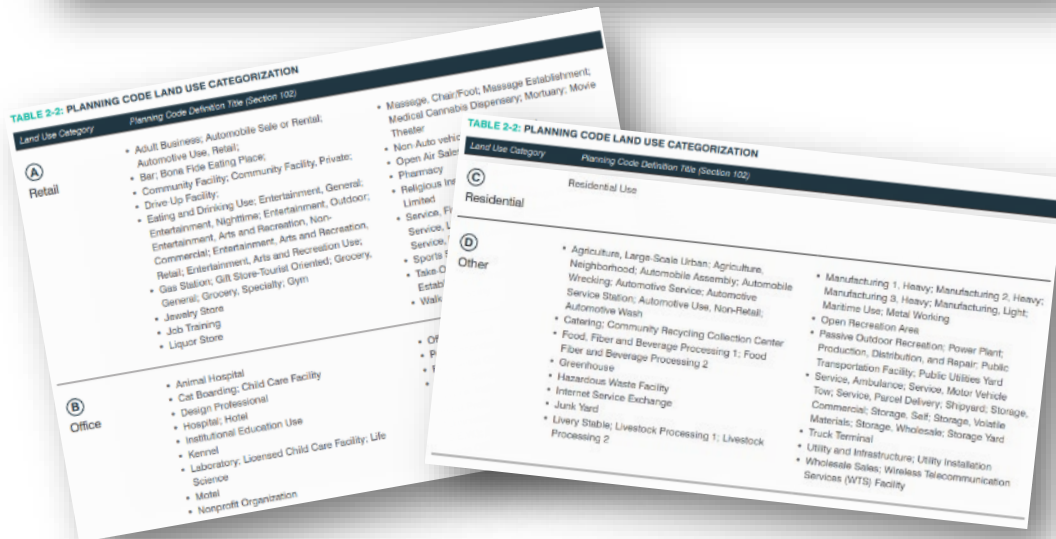 TABLE 2-2: PLANNING CODE LAND USE CATEGORIZATION
Land Use Category Planning Code Definition Title (Section 102)
A
Retail
• Adult Business; Automobile Sale or Rental;
Automotive Use, Retail;
• Bar; Bona Fide Eating Place;
• Community Facility; Community Facility, Private;
• Drive-Up Facility;
• Eating and Drinking Use; Entertainment, General;
Entertainment, Nighttime; Entertainment, Outdoor;
Entertainment, Arts and Recreation, Non-
Commercial; Entertainment, Arts and Recreation,
Retail; Entertainment, Arts and Recreation Use;
• Gas Station; Gift Store-Tourist Oriented; Grocery,
General; Grocery, Specialty; Gym
• Jewelry Store
• Job Training
• Liquor Store
• Massage, Chair/Foot; Massage Establishment;
Medical Cannabis Dispensary; Mortuary; Movie
Theater
• Non Auto
• Open Air
• Pharmacy
• Religious
Limited
• Service,
Service,
Service,
• Sports
• Take
•
B
Office
• Animal Hospital
• Cat Boarding; Child Care Facility
• Design Professional
• Hospital; Hotel
• Institutional Education Use
• Kennel
• Laboratory; Licensed Child Care Facility; Life
Science
• Motel
• Nonprofit Organization
TABLE 2-2: PLANNING CODE LAND USE CATEGORIZATION
Land Use Category Planning Code Definition Title (Section 102)
C
Residential
Residential Use
D
Other
• Agriculture, Large-Scale Urban; Agriculture,
Neighborhood; Automobile Assembly; Automobile
Wrecking; Automotive Service; Automotive
Service Station; Automotive Use, Non-Retail;
Automotive Wash
• Catering; Community Recycling Collection Center
• Food, Fiber and Beverage Processing 1; Food
Fiber and Beverage Processing 2
• Greenhouse
• Hazardous Waste Facility
• Internet Service Exchange
• Junk Yard
• Livery Stable; Livestock Processing 1; Livestock
Processing 2
• Manufacturing 1, Heavy; Manufacturing 2, Heavy;
Manufacturing 3, Heavy; Manufacturing, Light;
Maritime Use; Metal Working
• Open Recreation Area
• Passive Outdoor Recreation; Power Plant;
Production, Distribution, and Repair; Public
Transportation Facility; Public Utilities Yard
• Service, Ambulance; Service, Motor Vehicle
Tow; Service, Parcel Delivery; Shipyard; Storage,
Commercial; Storage, Self; Storage, Volatile
Materials; Storage, Wholesale; Storage Yard
• Truck Terminal
• Utility and Infrastructure; Utility Installation
• Wholesale Sales; Wireless Telecommunication
Services (WTS) Facility